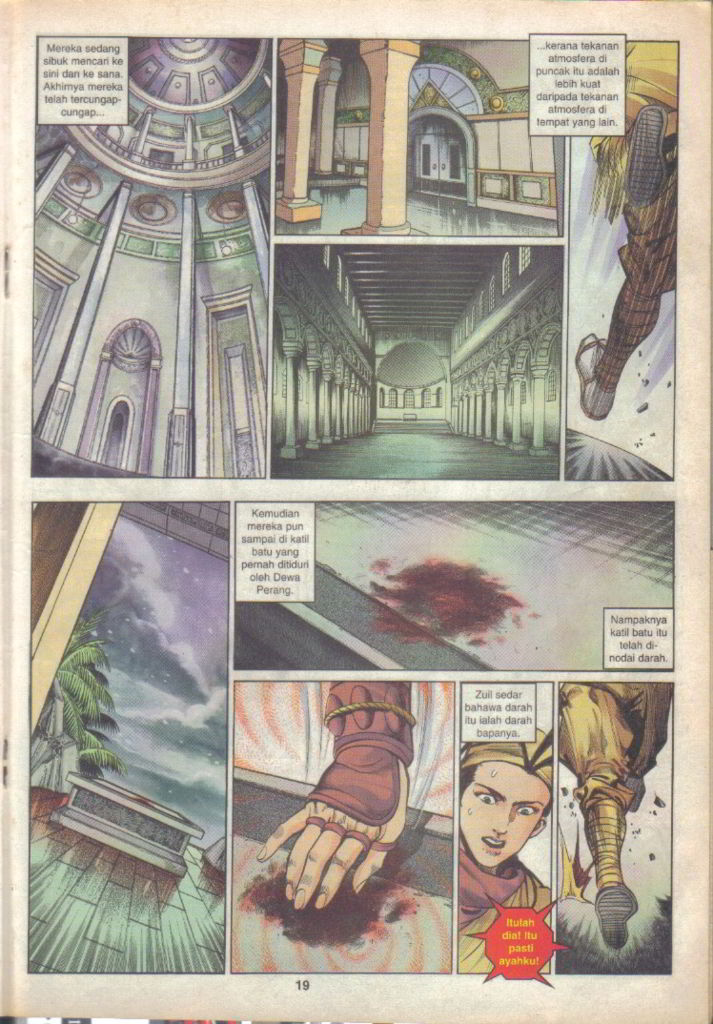 Mereka sedang
sibuk mencari ke
sini dan ke sana.
Akhirnya mereka
telah tercungap-
cungap...
...kerana tekanan
atmosfera di
puncak itu adalah
lebih kuat
daripada tekanan
atmosfera di
tempat yang lain.
Kemudian
mereka pun
sampai di katil
batu yang
pernah ditiduri
oleh Dewa
Perang.
Nampaknya
katil batu itu
telah di-
nodai darah.
Zuil sedar
bahawa darah
itu ialah darah
bapanya.
Itulah
dia! Itu
pasti
ayahku!
19